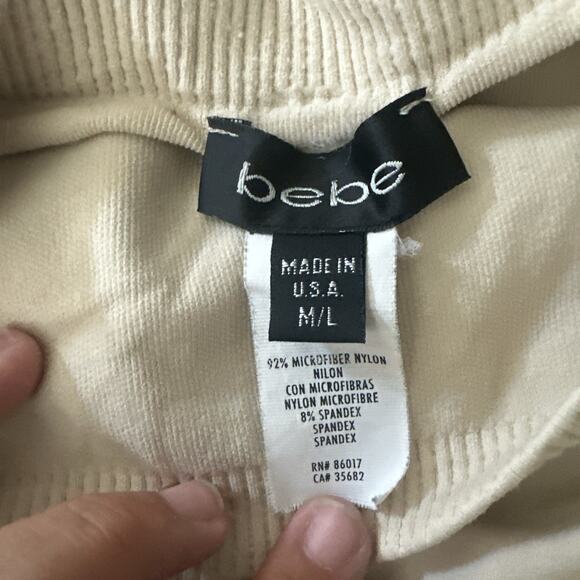 bebe
MADE IN
U.S.A.
M/L
92% MICROFIBER NYLON
NILON
CON MICROFIBRAS
NYLON MICROFIBRE
8% SPANDEX
SPANDEX
SPANDEX
RN# 86017
CA# 35682